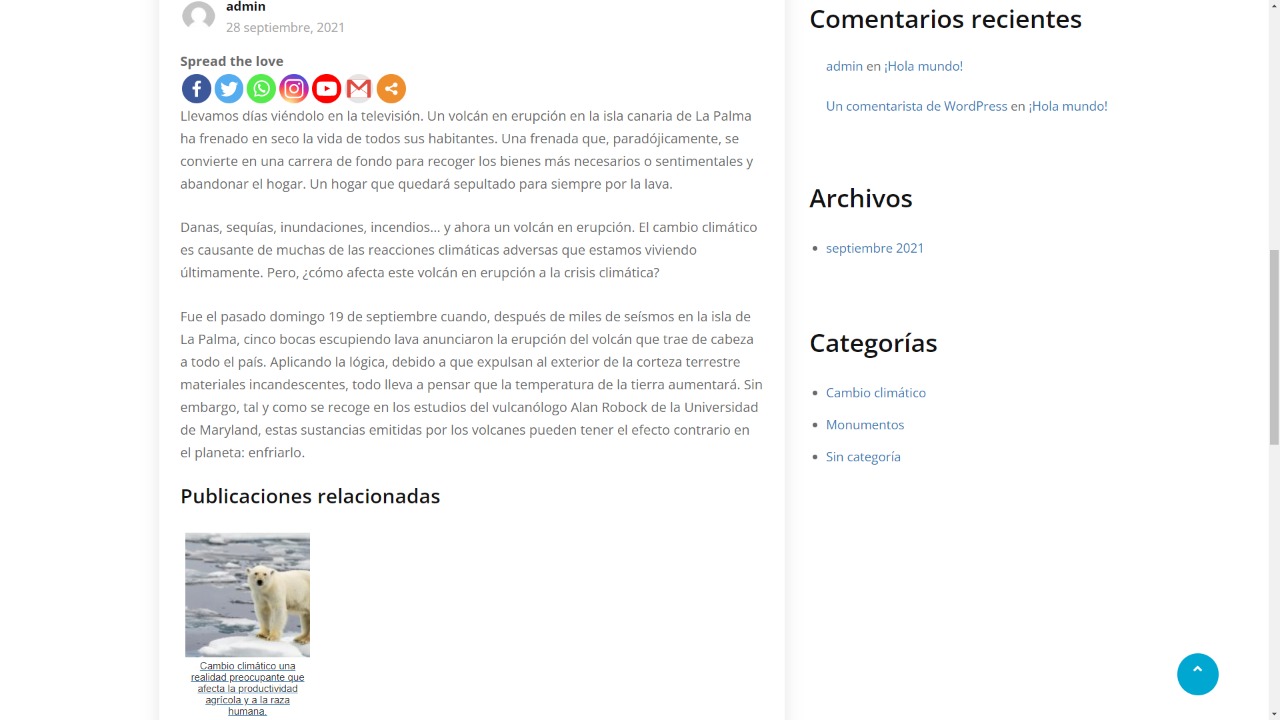 admin
28 septiembre, 2021
Spread the love
Llevamos días viéndolo en la televisión. Un volcán en erupción en la isla canaria de La Palma
ha frenado en seco la vida de todos sus habitantes. Una frenada que, paradójicamente, se
convierte en una carrera de fondo para recoger los bienes más necesarios o sentimentales y
abandonar el hogar. Un hogar que quedará sepultado para siempre por la lava.
Danas, sequías, inundaciones, incendios... y ahora un volcán en erupción. El cambio climático
es causante de muchas de las reacciones climáticas adversas que estamos viviendo
últimamente. Pero, ¿cómo afecta este volcán en erupción a la crisis climática?
Fue el pasado domingo 19 de septiembre cuando, después de miles de seísmos en la isla de
La Palma, cinco bocas escupiendo lava anunciaron la erupción del volcán que trae de cabeza
a todo el país. Aplicando la lógica, debido a que expulsan al exterior de la corteza terrestre
materiales incandescentes, todo lleva a pensar que la temperatura de la tierra aumentará. Sin
embargo, tal y como se recoge en los estudios del vulcanólogo Alan Robock de la Universidad
de Maryland, estas sustancias emitidas por los volcanes pueden tener el efecto contrario en
el planeta: enfriarlo.
Publicaciones relacionadas
Cambio climático una
realidad preocupante que
afecta la productividad
agrícola y a la raza
humana.
Comentarios recientes
admin en ¡Hola mundo!
Un comentarista de WordPress en ¡Hola mundo!
Archivos
septiembre 2021
Categorías
Cambio climático
Monumentos
Sin categoría